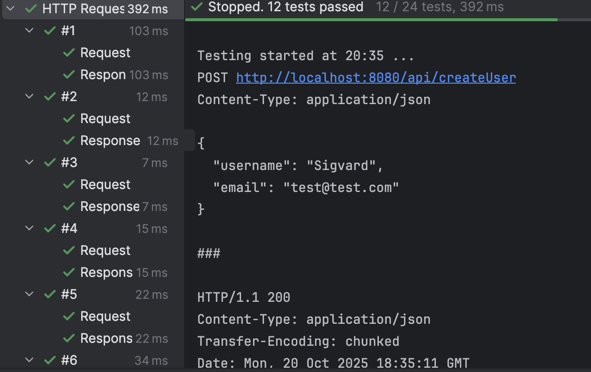 HTTP Reques 392 ms
#1 103 ms
Request
Respon 103 ms
#2 12 ms
Request
Response 12 ms
#3 7 ms
Request
Response 7 ms
#4 15 ms
Request
Respons 15 ms
#5 22 ms
Request
Respons 22 ms
#6 34 ms
Stopped. 12 tests passed 12 / 24 tests, 392 ms
Testing started at 20:35 ...
POST http://localhost:8080/api/createUser
Content-Type: application/json
{
"username": "Sigvard",
"email": "test@test.com"
}
###
HTTP/1.1 200
Content-Type: application/json
Transfer-Encoding: chunked
Date: Mon, 20 Oct 2025 18:35:11 GMT